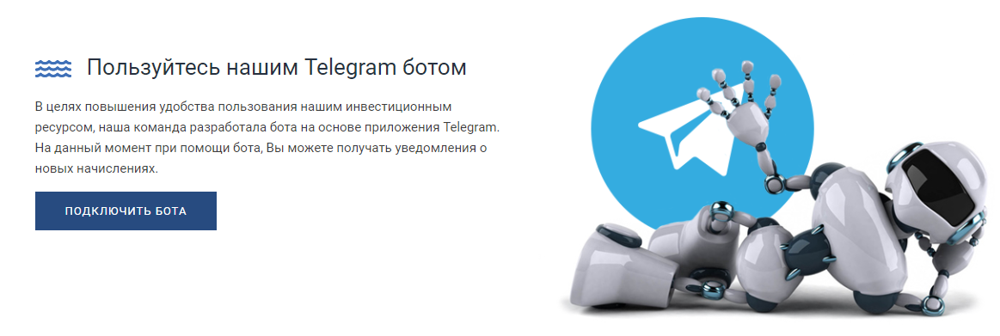 Пользуйтесь нашим Telegram ботом
В целях повышения удобства пользования нашим инвестиционным
ресурсом, наша команда разработала бота на основе приложения Telegram.
На данный момент при помощи бота, Вы можете получать уведомления о
новых начислениях.
ПОДКЛЮЧИТЬ БОТА